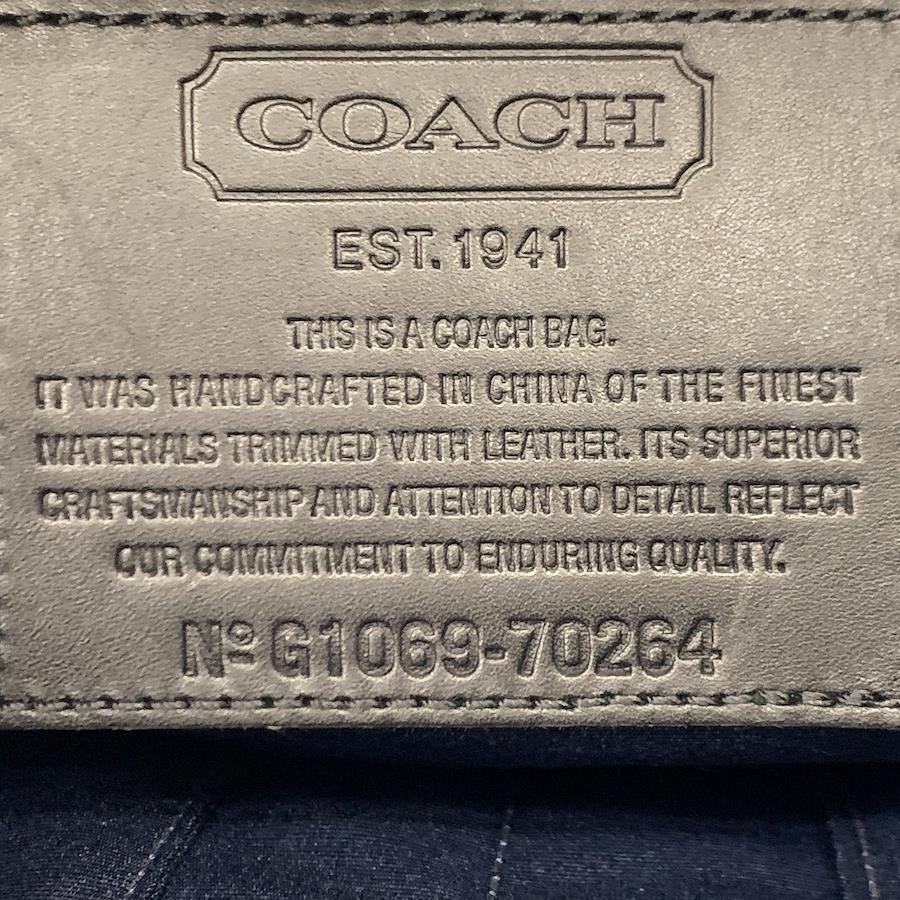 COACH
EST. 1941
THIS IS A COACH BAG.
IT WAS HANDCRAFTED IN CHINA OF THE FINEST
MATERIALS TRIMMED WITH LEATHER. ITS SUPERIOR
CRAFTSMANSHIP AND ATTENTION TO DETAIL REFLECT
OUR COMMITMENT TO ENDURING QUALITY.
Nº G1069-70264